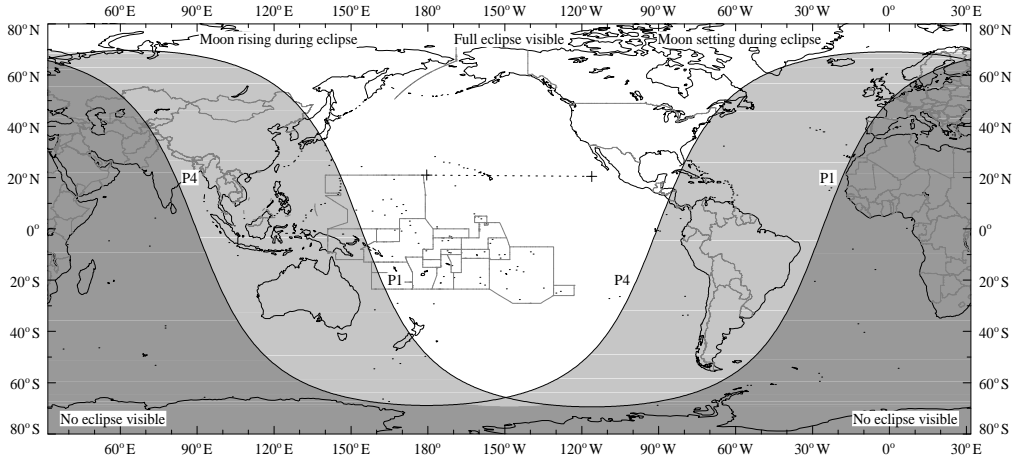 60° E 90° E 120° E 150° E 180° 150° W 120° W 90° W 60° W 30° W 0° 30° E
80° N 80° N
Moon rising during eclipse Full eclipse visible Moon setting during eclipse
60° N 60° N
40° N 40° N
20° N P4 P1 20° N
0° 0°
20° S P1 P4 20° S
40° S 40° S
60° S 60° S
No eclipse visible No eclipse visible
80° S 80° S
60° E 90° E 120° E 150° E 180° 150° W 120° W 90° W 60° W 30° W 0° 30° E